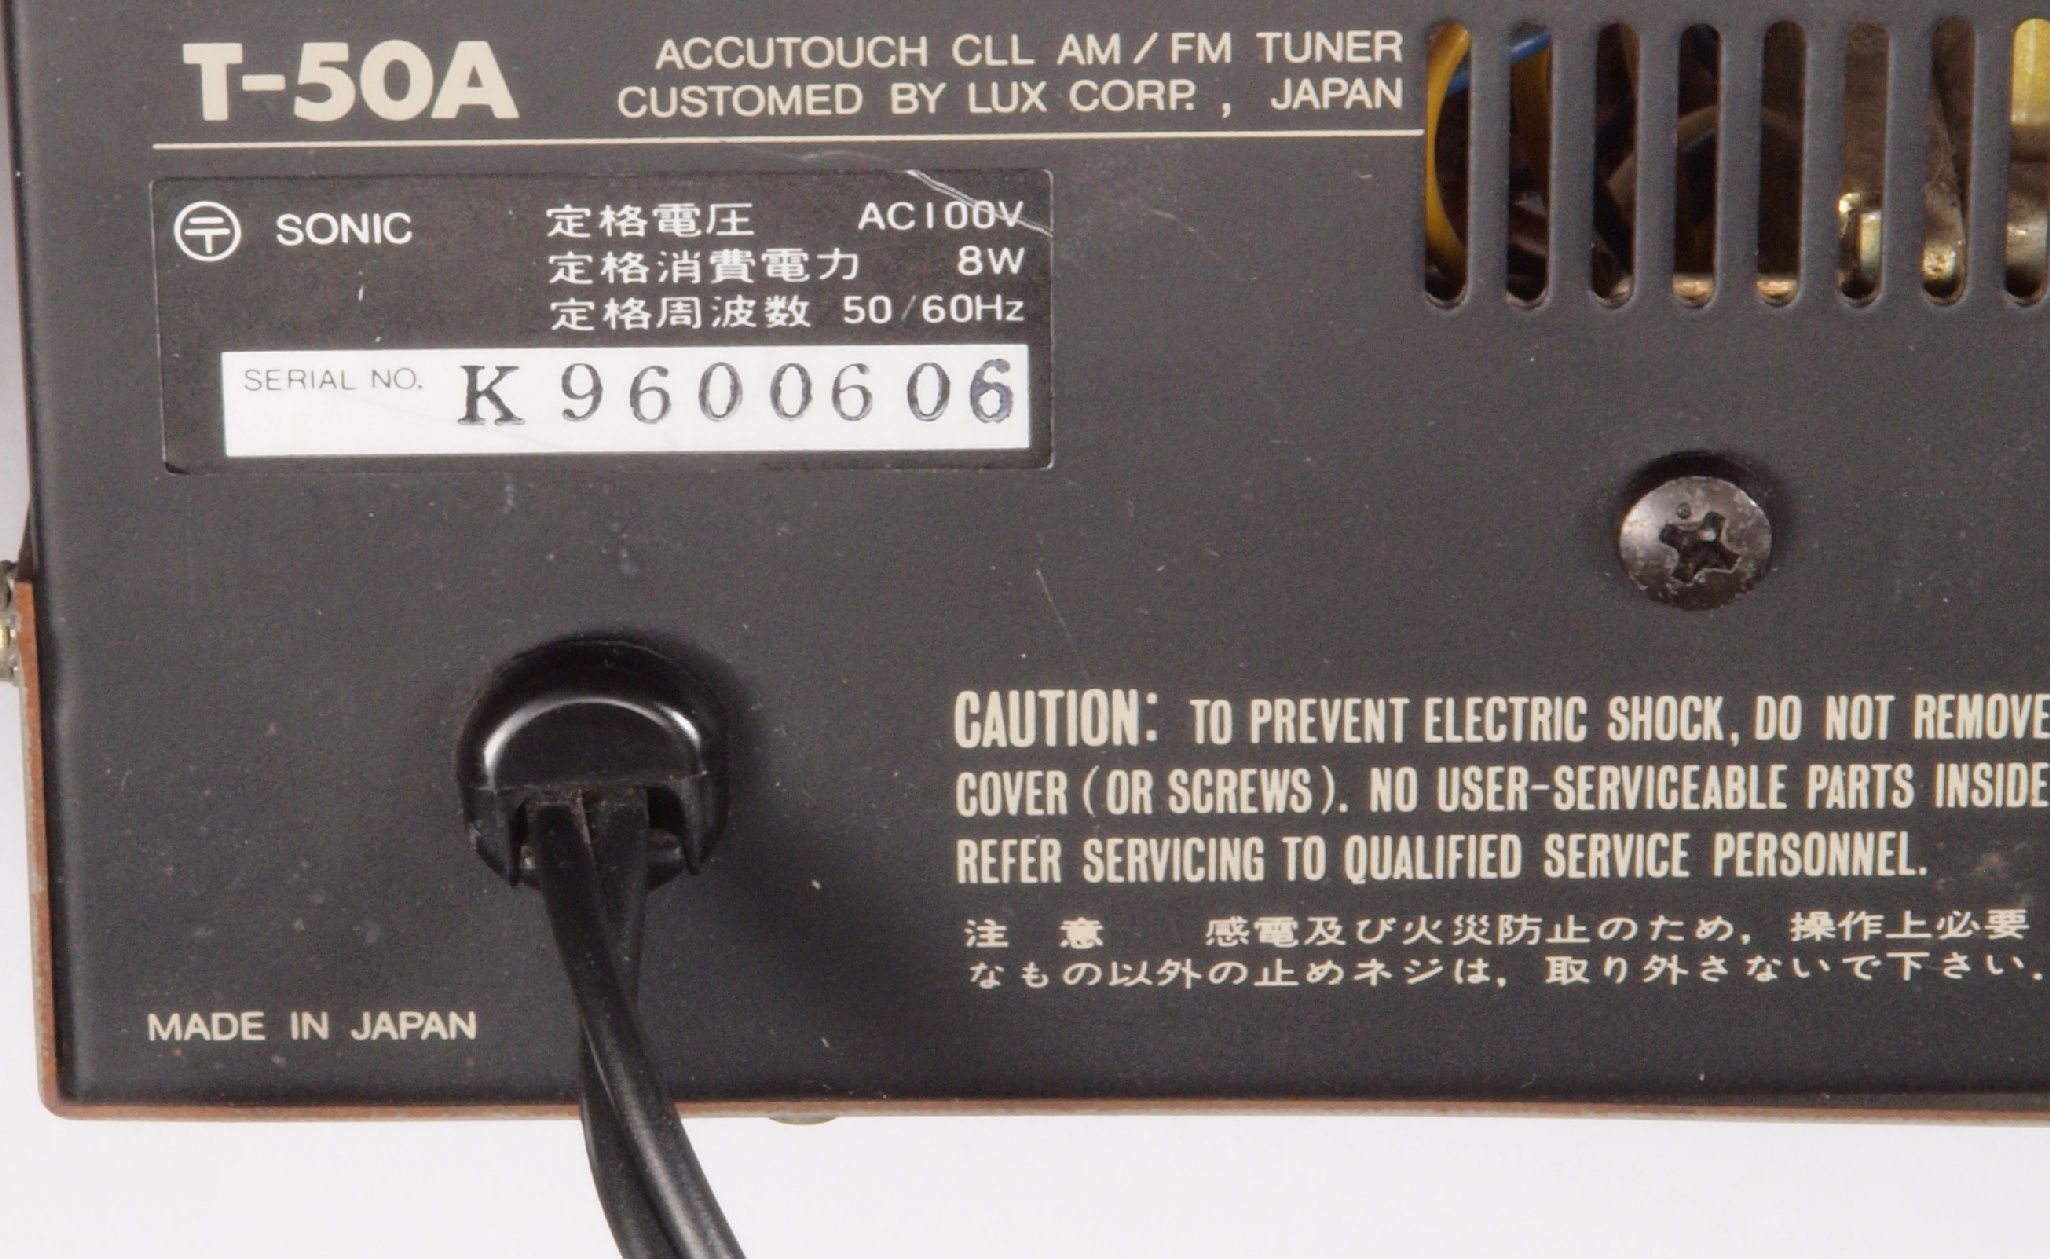 T-50A
ACCUTOUCH CLL AM/FM TUNER
CUSTOMED BY LUX CORP., JAPAN
〒 SONIC
定格電圧 AC100V
定格消費電力 8W
定格周波数 50/60Hz
SERIAL NO. K9600606
CAUTION: TO PREVENT ELECTRIC SHOCK, DO NOT REMOVE
COVER (OR SCREWS). NO USER-SERVICEABLE PARTS INSIDE
REFER SERVICING TO QUALIFIED SERVICE PERSONNEL.
注 意 感電及び火災防止のため, 操作上必要
なもの以外の止めネジは, 取り外さないで下さい.
MADE IN JAPAN